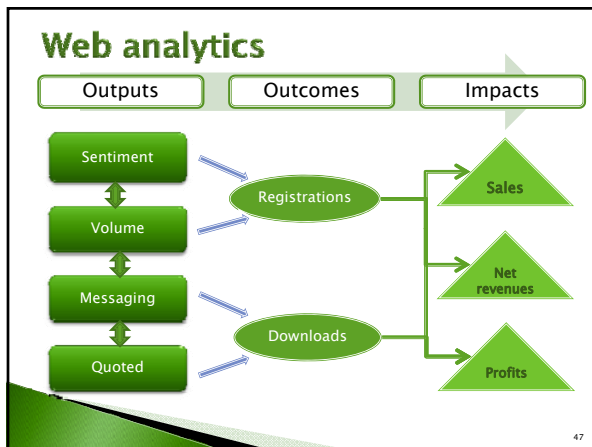 Web analytics
Outputs
Outcomes
Impacts
Sentiment
Volume
Messaging
Quoted
Registrations
Downloads
Sales
Net
revenues
Profits
47